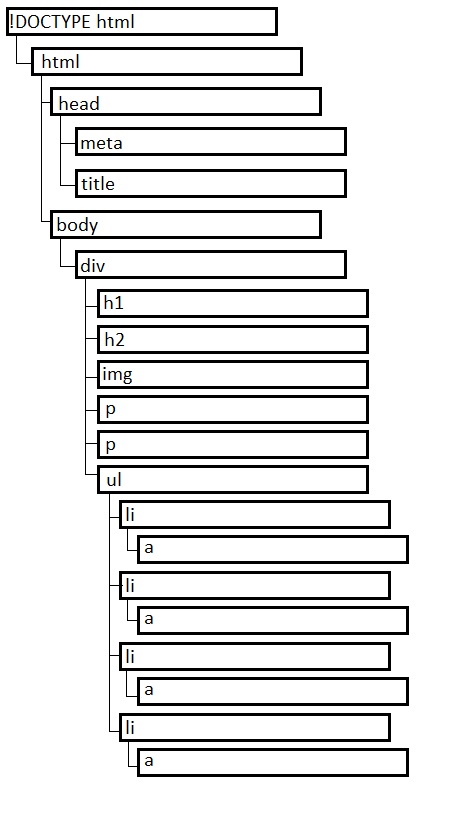 !DOCTYPE html
html
head
meta
title
body
div
h1
h2
img
p
p
ul
li
a
li
a
li
a
li
a